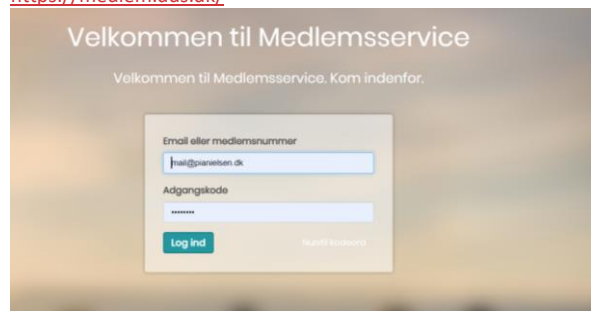 Velkommen til Medlemsservice
Velkommen til Medlemsservice. Kom indenfor.
Email eller medlemsnummer
mail@pianielsen.dk
Adgangskode
••••••••
Log ind